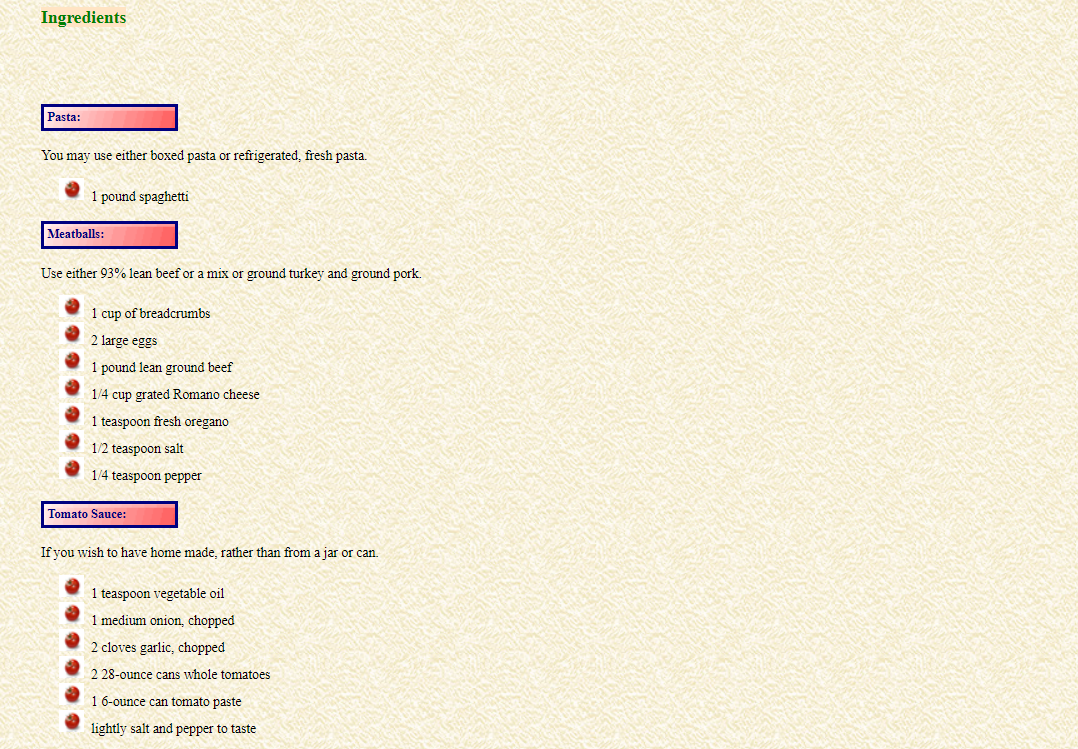 Ingredients
Pasta:
You may use either boxed pasta or refrigerated, fresh pasta.
1 pound spaghetti
Meatballs:
Use either 93% lean beef or a mix or ground turkey and ground pork.
1 cup of breadcrumbs
2 large eggs
1 pound lean ground beef
1/4 cup grated Romano cheese
1 teaspoon fresh oregano
1/2 teaspoon salt
1/4 teaspoon pepper
Tomato Sauce:
If you wish to have home made, rather than from a jar or can.
1 teaspoon vegetable oil
1 medium onion, chopped
2 cloves garlic, chopped
2 28-ounce cans whole tomatoes
1 6-ounce can tomato paste
lightly salt and pepper to taste